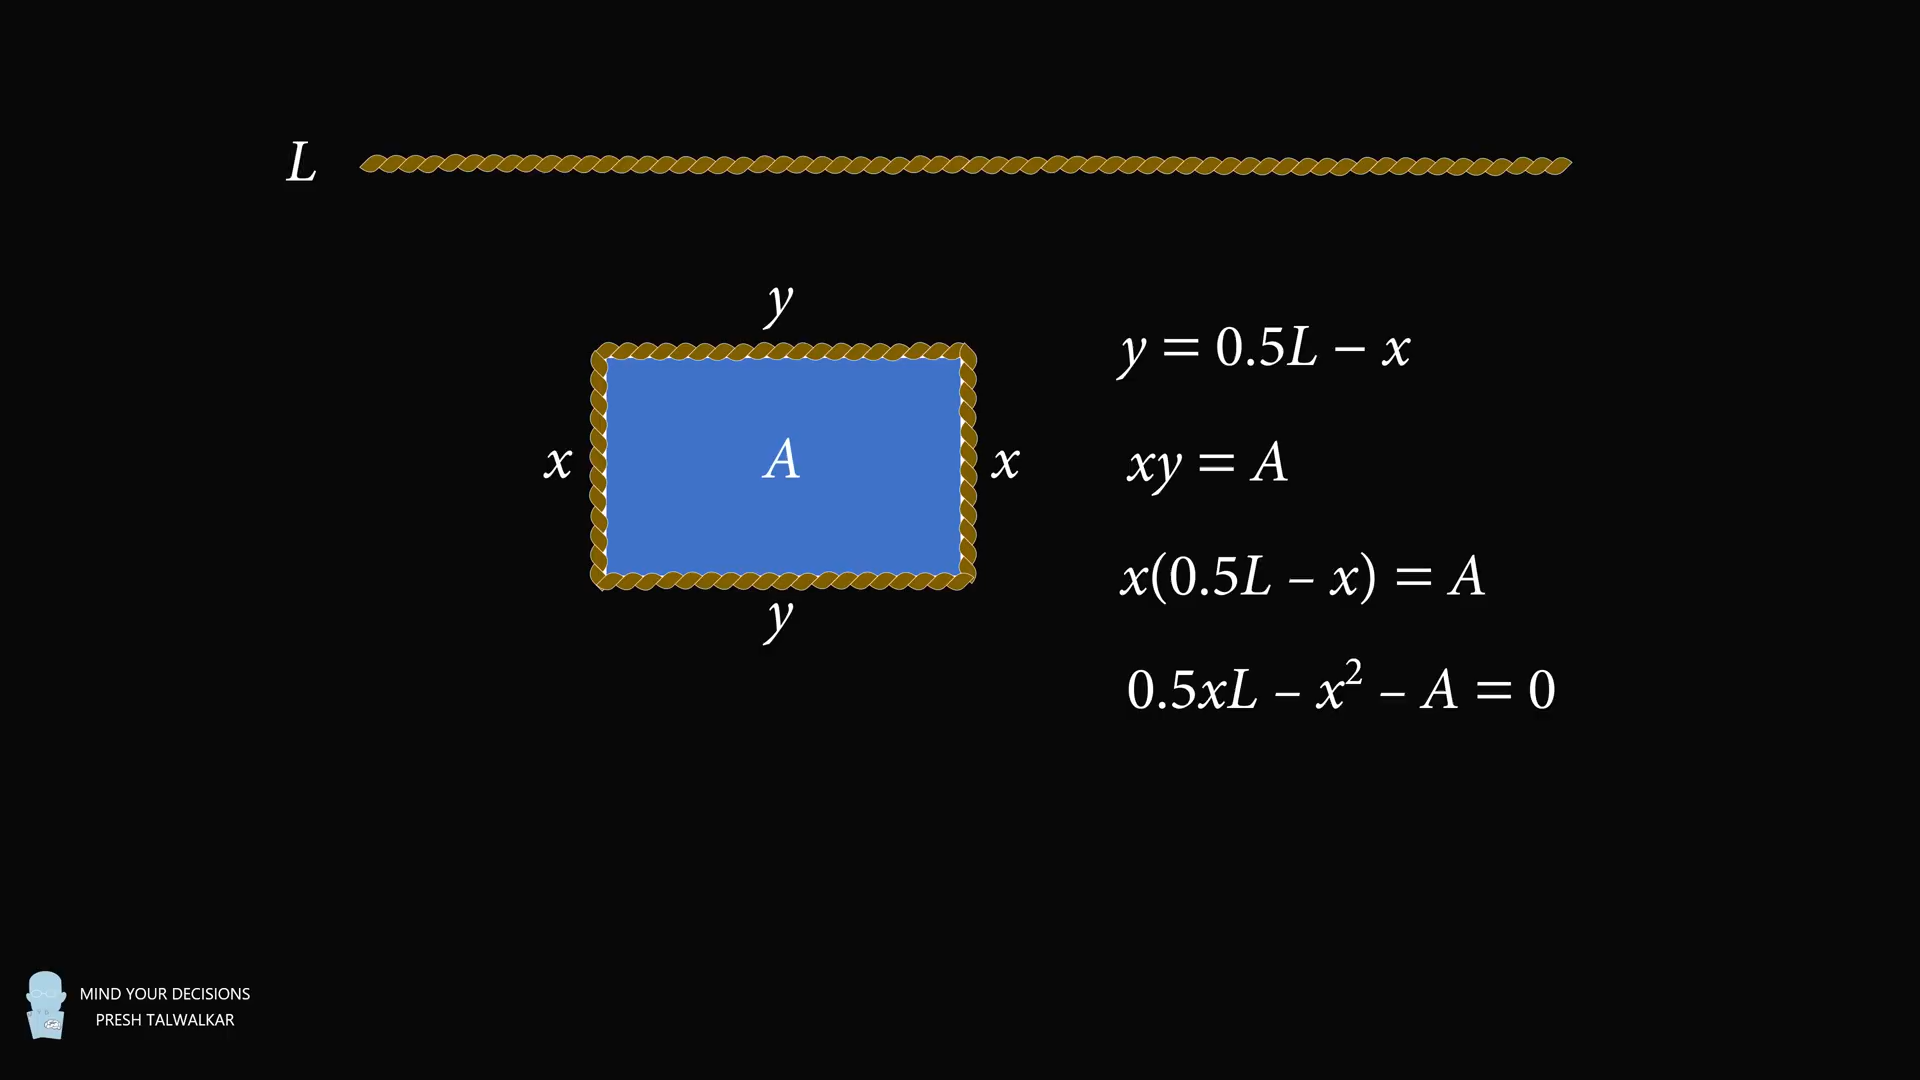 L
y
y = 0.5L – x
x A x
xy = A
x(0.5L – x) = A
y
0.5xL – x² – A = 0
MIND YOUR DECISIONS
PRESH TALWALKAR